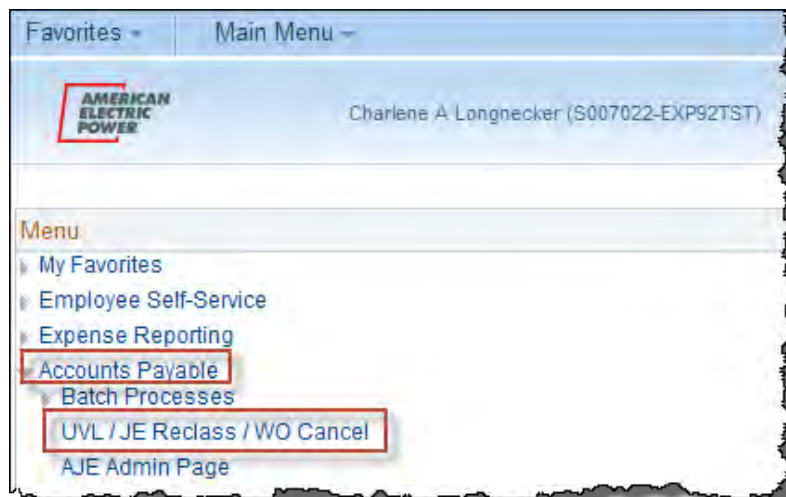 Favorites Main Menu
AMERICAN
ELECTRIC
POWER
Charlene A Longnecker (S007022-EXP92TST)
Menu
My Favorites
Employee Self-Service
Expense Reporting
Accounts Payable
Batch Processes
UVL / JE Reclass / WO Cancel
AJE Admin Page